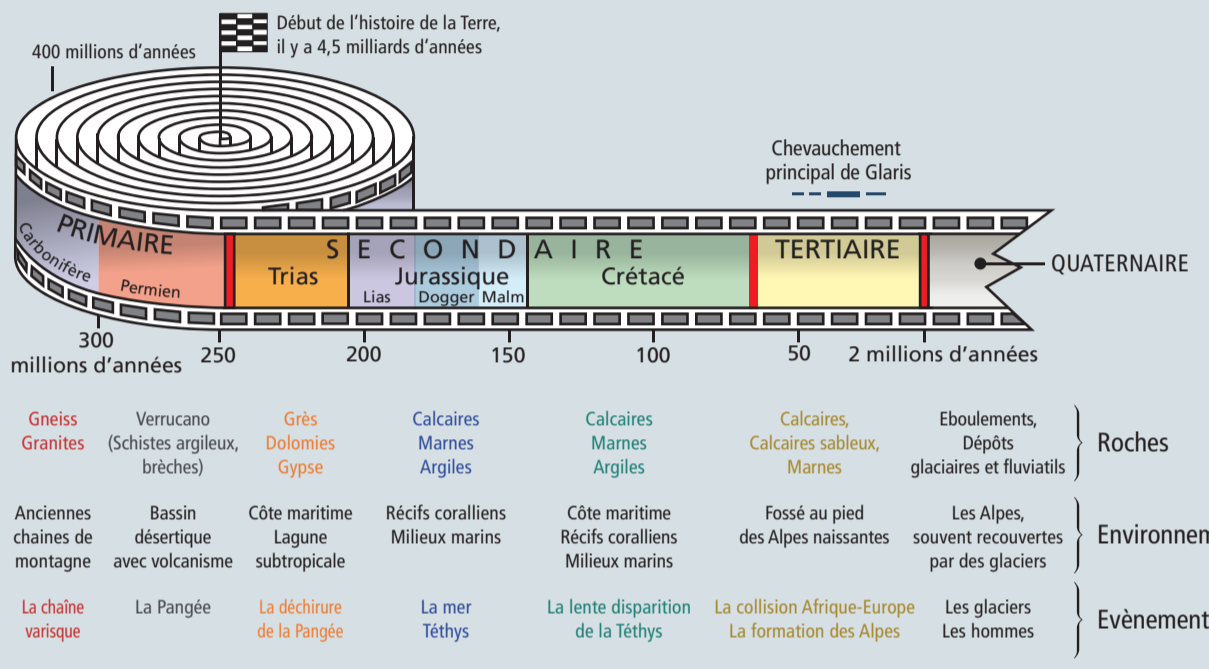 Début de l'histoire de la Terre,
il y a 4,5 milliards d'années
400 millions d'années
Chevauchement
principal de Glaris
PRIMAIRE
SECONDAIRE
TERTIAIRE
QUATERNAIRE
Carbonifère
Permien
Trias
Jurassique
Crétacé
Lias
Dogger
Malm
300
millions d'années
250
200
150
100
50
2 millions d'années
Gneiss
Granites
Verrucano
(Schistes argileux,
brèches)
Grès
Dolomies
Gypse
Calcaires
Marnes
Argiles
Calcaires
Marnes
Argiles
Calcaires,
Calcaires sableux,
Marnes
Eboulements,
Dépôts
glaciaires et fluviatils
Roches
Anciennes
chaines de
montagne
Bassin
désertique
avec volcanisme
Côte maritime
Lagune
subtropicale
Récifs coralliens
Milieux marins
Côte maritime
Récifs coralliens
Milieux marins
Fossé au pied
des Alpes naissantes
Les Alpes,
souvent recouvertes
par des glaciers
Environnem
La chaîne
varisque
La Pangée
La déchirure
de la Pangée
La mer
Téthys
La lente disparition
de la Téthys
La collision Afrique-Europe
La formation des Alpes
Les glaciers
Les hommes
Evènement